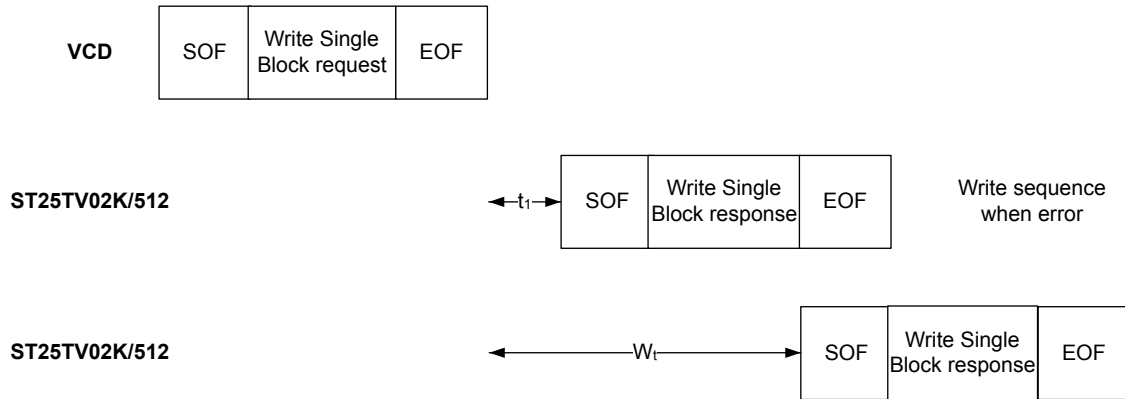 VCD
SOF
Write Single
Block request
EOF
ST25TV02K/512
t1
SOF
Write Single
Block response
EOF
Write sequence
when error
ST25TV02K/512
Wt
SOF
Write Single
Block response
EOF